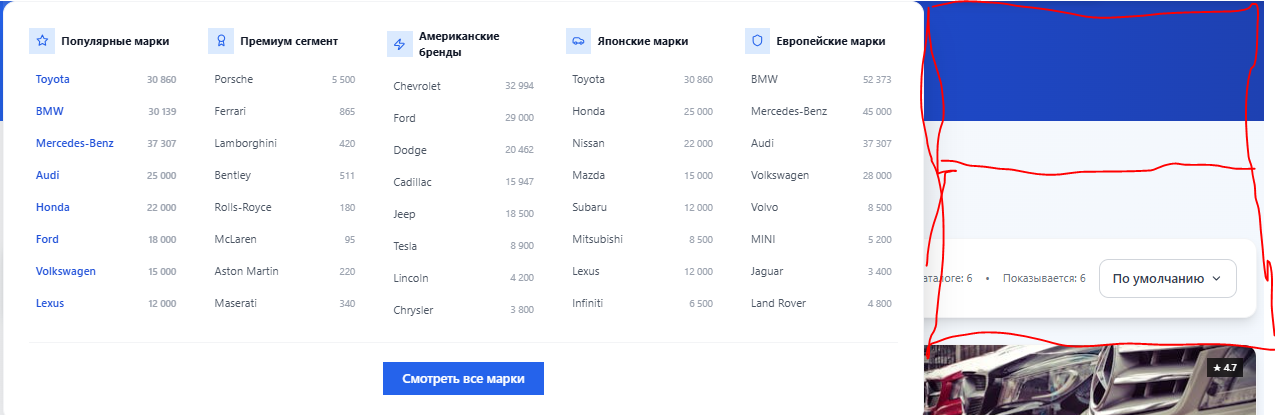 Популярные марки
Toyota 30 860
BMW 30 139
Mercedes-Benz 37 307
Audi 25 000
Honda 22 000
Ford 18 000
Volkswagen 15 000
Lexus 12 000
Премиум сегмент
Porsche 5 500
Ferrari 865
Lamborghini 420
Bentley 511
Rolls-Royce 180
McLaren 95
Aston Martin 220
Maserati 340
Американские
бренды
Chevrolet 32 994
Ford 29 000
Dodge 20 462
Cadillac 15 947
Jeep 18 500
Tesla 8 900
Lincoln 4 200
Chrysler 3 800
Японские марки
Toyota 30 860
Honda 25 000
Nissan 22 000
Mazda 15 000
Subaru 12 000
Mitsubishi 8 500
Lexus 12 000
Infiniti 6 500
Европейские марки
BMW 52 373
Mercedes-Benz 45 000
Audi 37 307
Volkswagen 28 000
Volvo 8 500
MINI 5 200
Jaguar 3 400
Land Rover 4 800
Смотреть все марки
аталоге: 6 • Показывается: 6 По умолчанию
★ 4.7